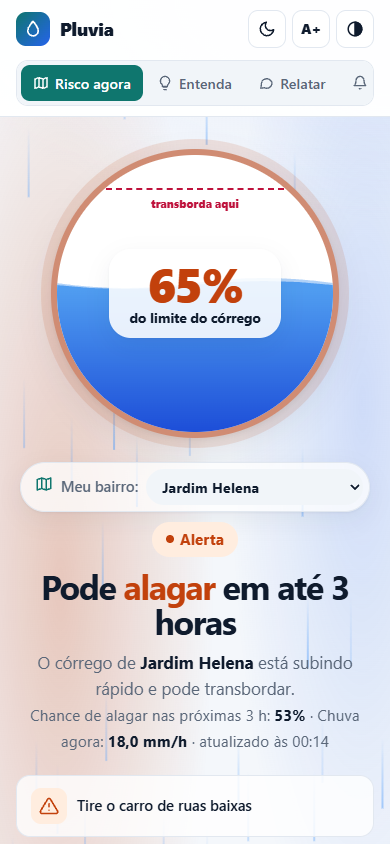 Pluvia
A+
Risco agora
Entenda
Relatar
transborda aqui
65%
do limite do córrego
Meu bairro:
Jardim Helena
Alerta
Pode alagar em até 3
horas
O córrego de Jardim Helena está subindo
rápido e pode transbordar.
Chance de alagar nas próximas 3 h: 53% · Chuva
agora: 18,0 mm/h · atualizado às 00:14
Tire o carro de ruas baixas